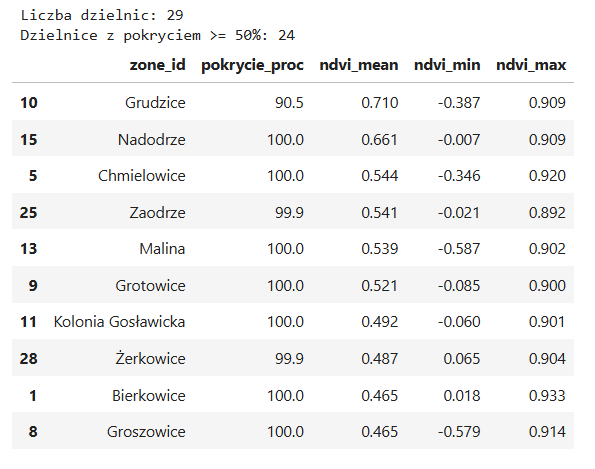 Liczba dzielnic: 29
Dzielnice z pokryciem >= 50%: 24
zone_id pokrycie_proc ndvi_mean ndvi_min ndvi_max
10 Grudzice 90.5 0.710 -0.387 0.909
15 Nadodrze 100.0 0.661 -0.007 0.909
5 Chmielowice 100.0 0.544 -0.346 0.920
25 Zaodrze 99.9 0.541 -0.021 0.892
13 Malina 100.0 0.539 -0.587 0.902
9 Grotowice 100.0 0.521 -0.085 0.900
11 Kolonia Gosławicka 100.0 0.492 -0.060 0.901
28 Żerkowice 99.9 0.487 0.065 0.904
1 Bierkowice 100.0 0.465 0.018 0.933
8 Groszowice 100.0 0.465 -0.579 0.914